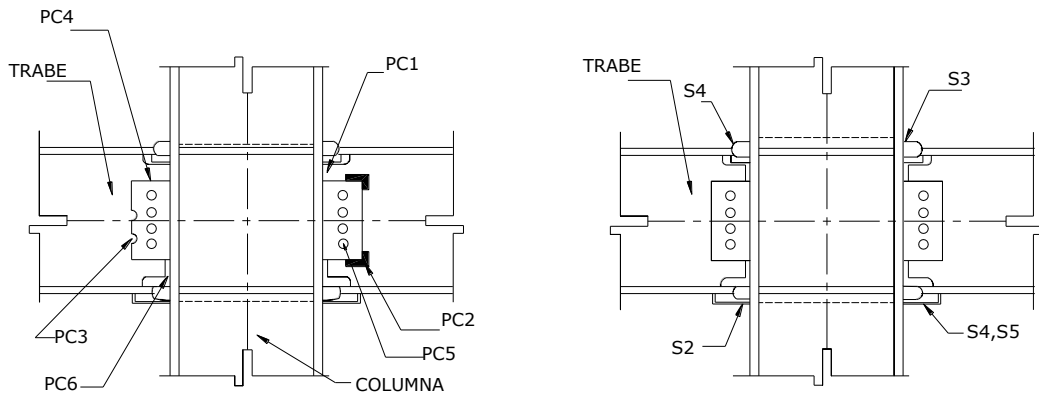 PC4
TRABE
PC1
PC3
PC6
PC2
PC5
COLUMNA
TRABE
S4
S3
S2
S4,S5